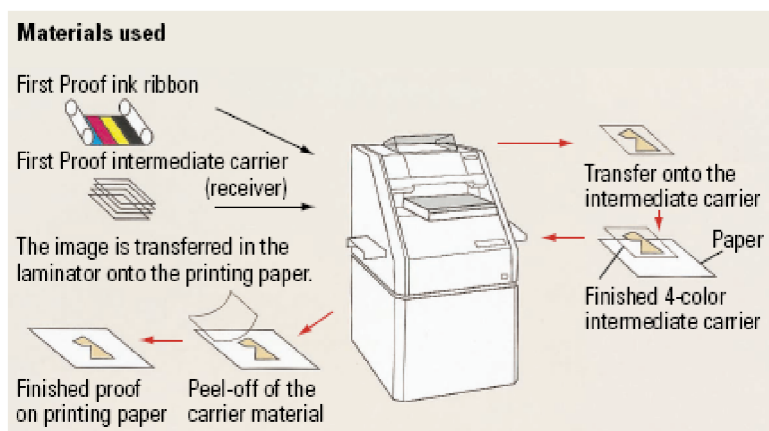 Materials used
First Proof ink ribbon
First Proof intermediate carrier
(receiver)
The image is transferred in the
laminator onto the printing paper.
Transfer onto the
intermediate carrier
Paper
Finished 4-color
intermediate carrier
Finished proof
on printing paper
Peel-off of the
carrier material